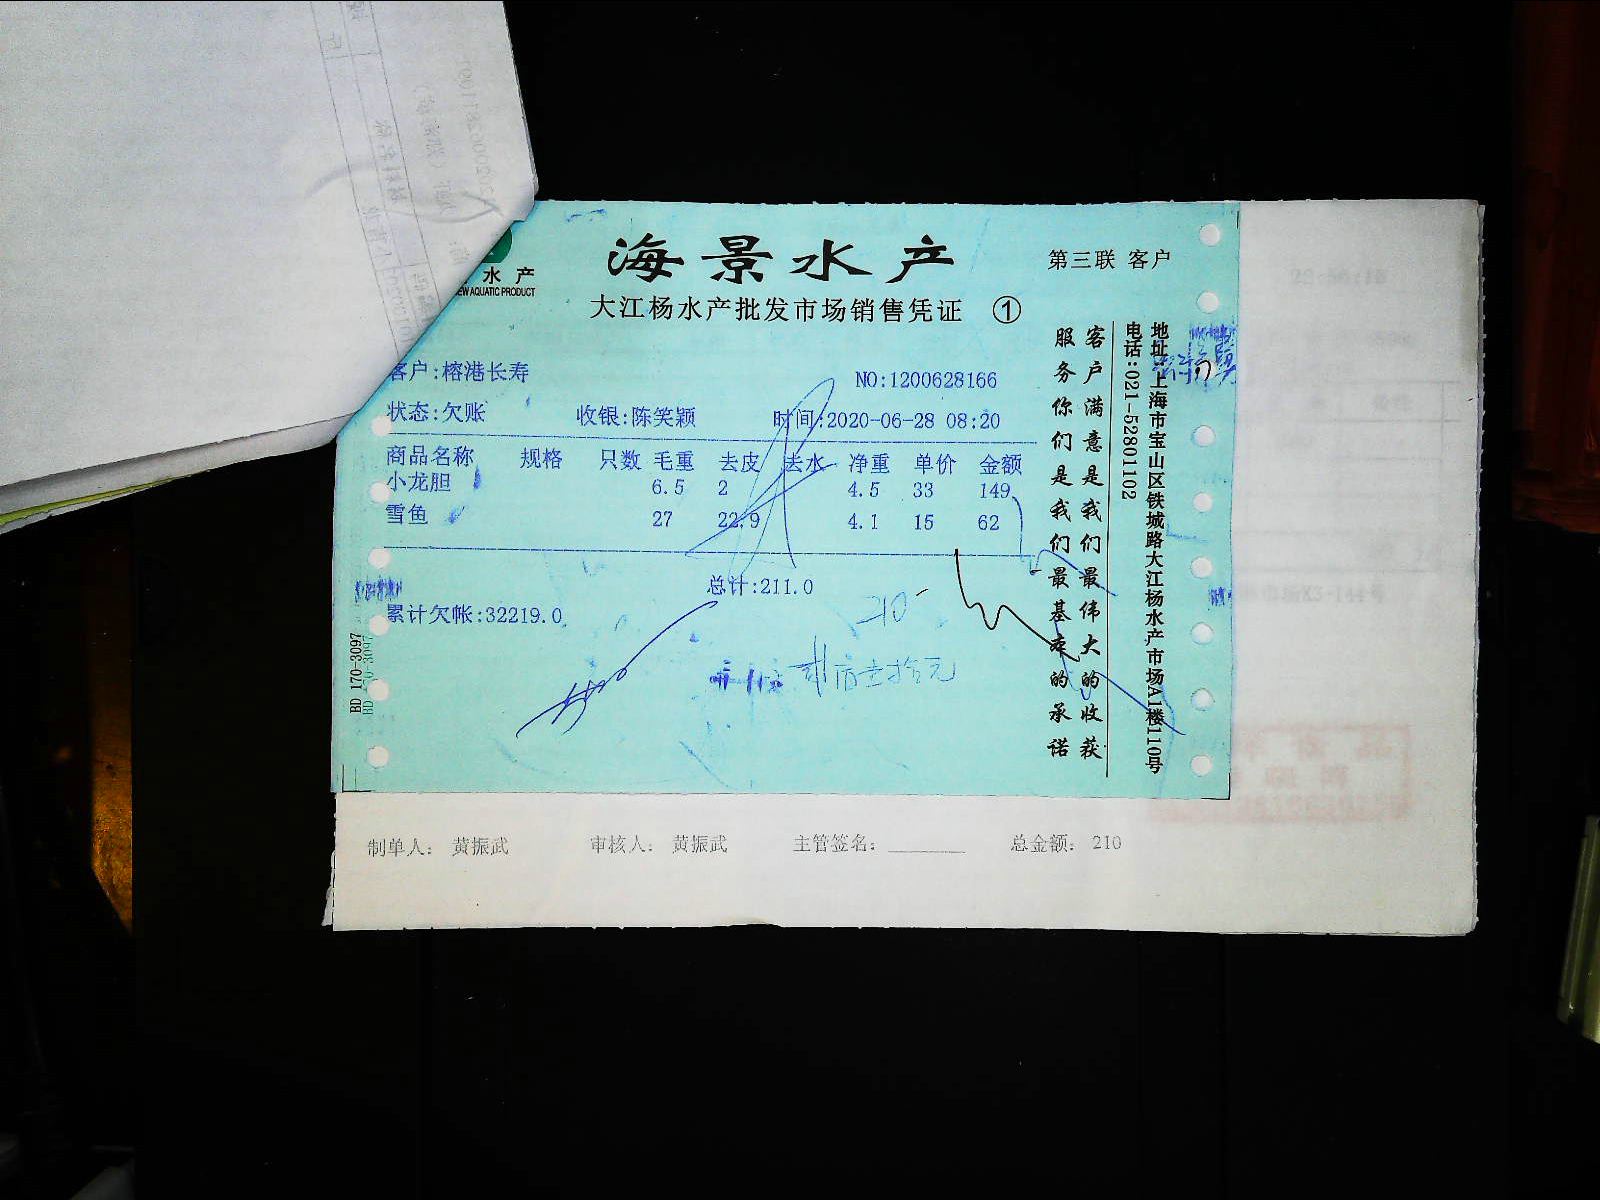 海景水产
第三联 客户
水产
EW AQUATIC PRODUCT
大江杨水产批发市场销售凭证 ①
客户:榕港长寿
NO:1200628166
状态:欠账 收银:陈笑颖 时间:2020-06-28 08:20
商品名称 规格 只数 毛重 去皮 去水 净重 单价 金额
小龙胆 6.5 2 4.5 33 149
雪鱼 27 22.9 4.1 15 62
总计:211.0
累计欠帐:32219.0
210-
客户满意是我们最伟大的收获
服务你们是我们最基本的承诺
地址:上海市宝山区铁城路大江杨水产市场A1楼110号
电话:021-52801102
BD 170-3097
制单人: 黄振武 审核人: 黄振武 主管签名: 总金额: 210